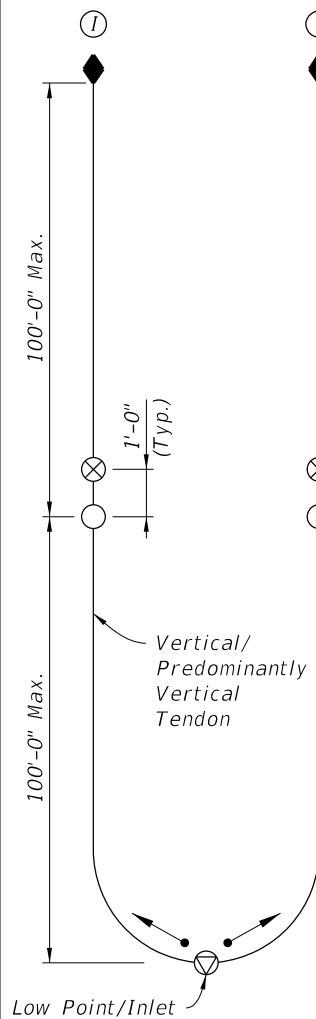 I
100'-0" Max.
1'-0"
(Typ.)
100'-0" Max.
Vertical/
Predominantly
Vertical
Tendon
Low Point/Inlet